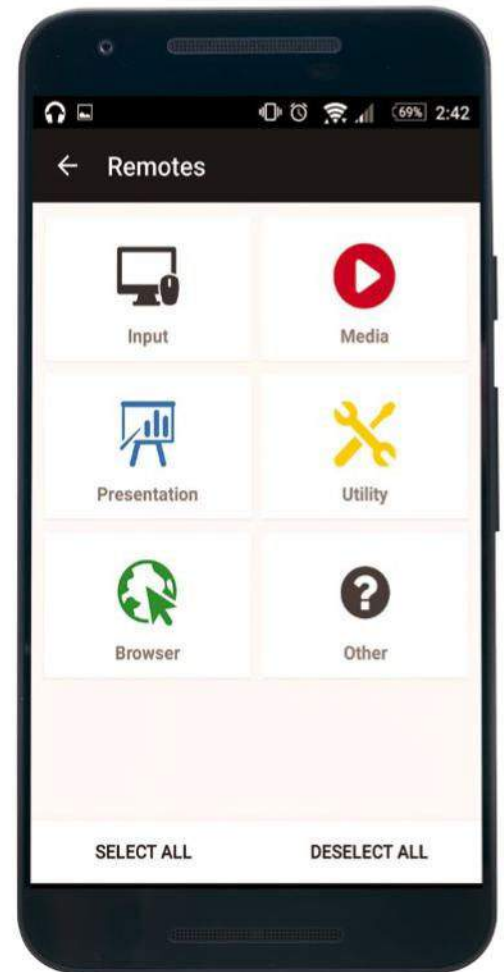 69% 2:42
Remotes
Input Media
Presentation Utility
Browser Other
SELECT ALL DESELECT ALL